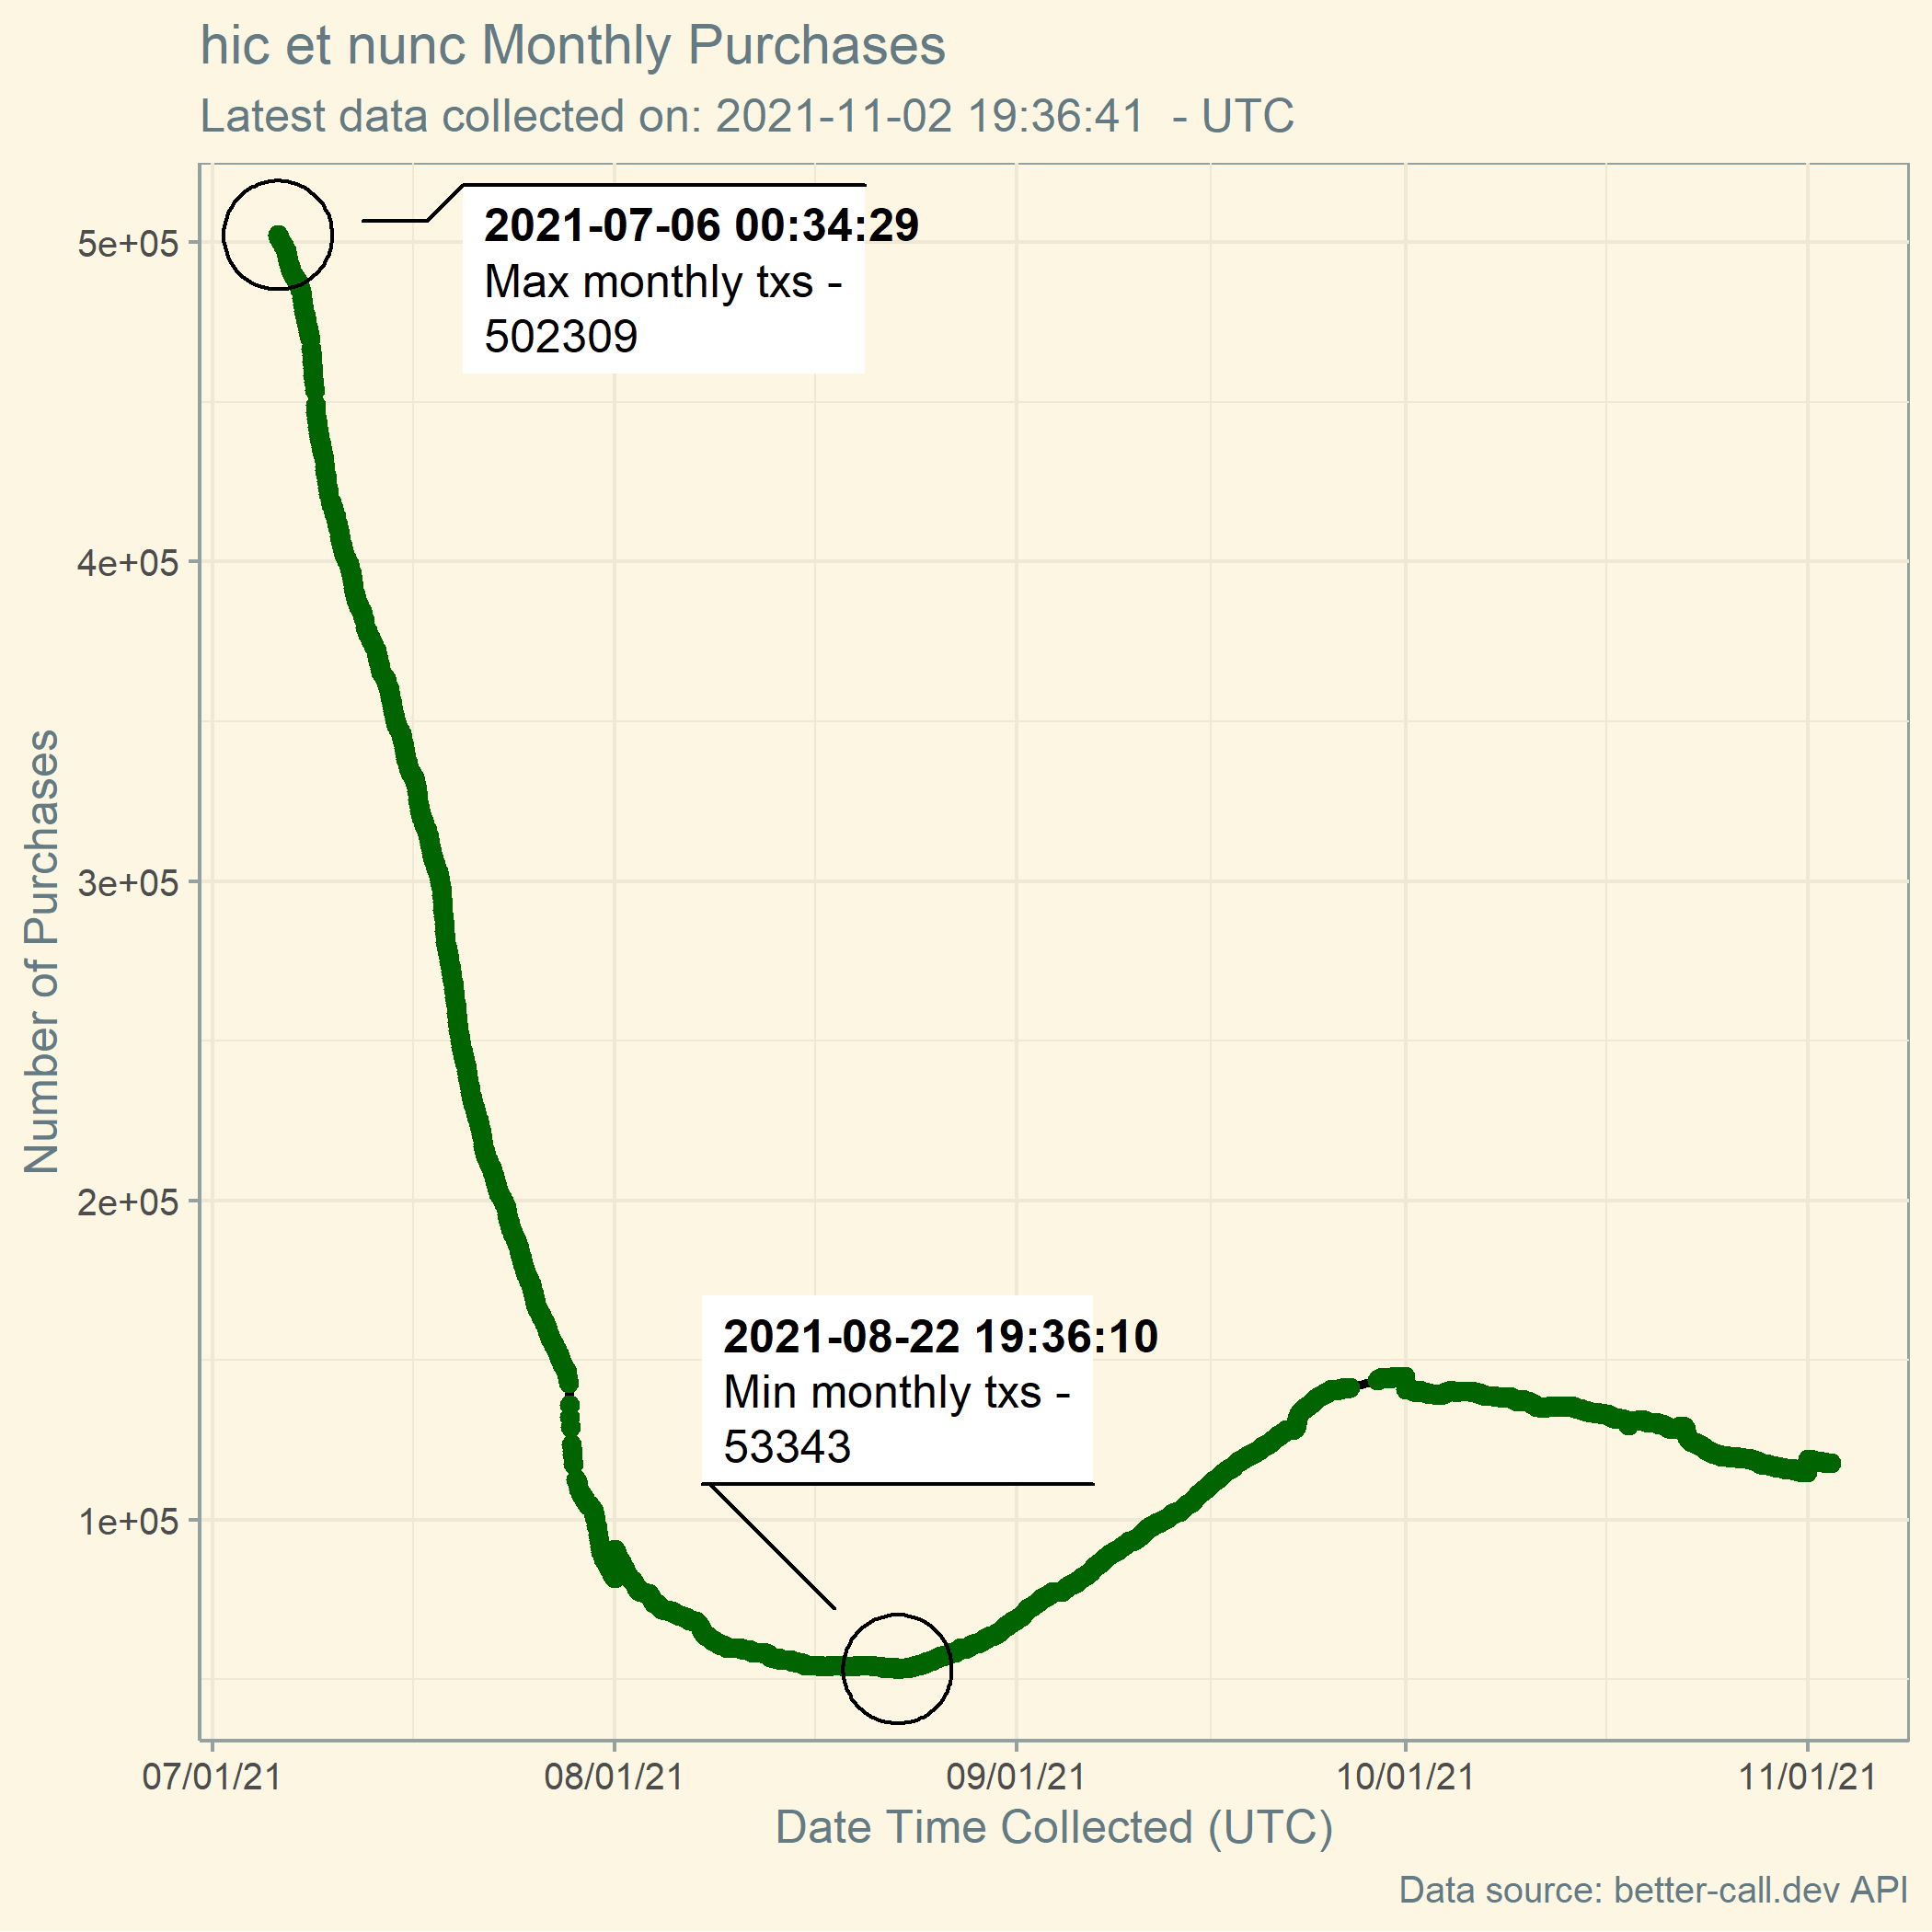 hic et nunc Monthly Purchases
Latest data collected on: 2021-11-02 19:36:41  - UTC
2021-07-06 00:34:29
Max monthly txs -
502309
5e+05
4e+05
3e+05
2e+05
1e+05
Number of Purchases
2021-08-22 19:36:10
Min monthly txs -
53343
07/01/21
08/01/21
09/01/21
10/01/21
11/01/21
Date Time Collected (UTC)
Data source: better-call.dev API